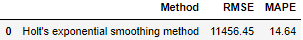 Method RMSE MAPE
0 Holt's exponential smoothing method 11456.45 14.64